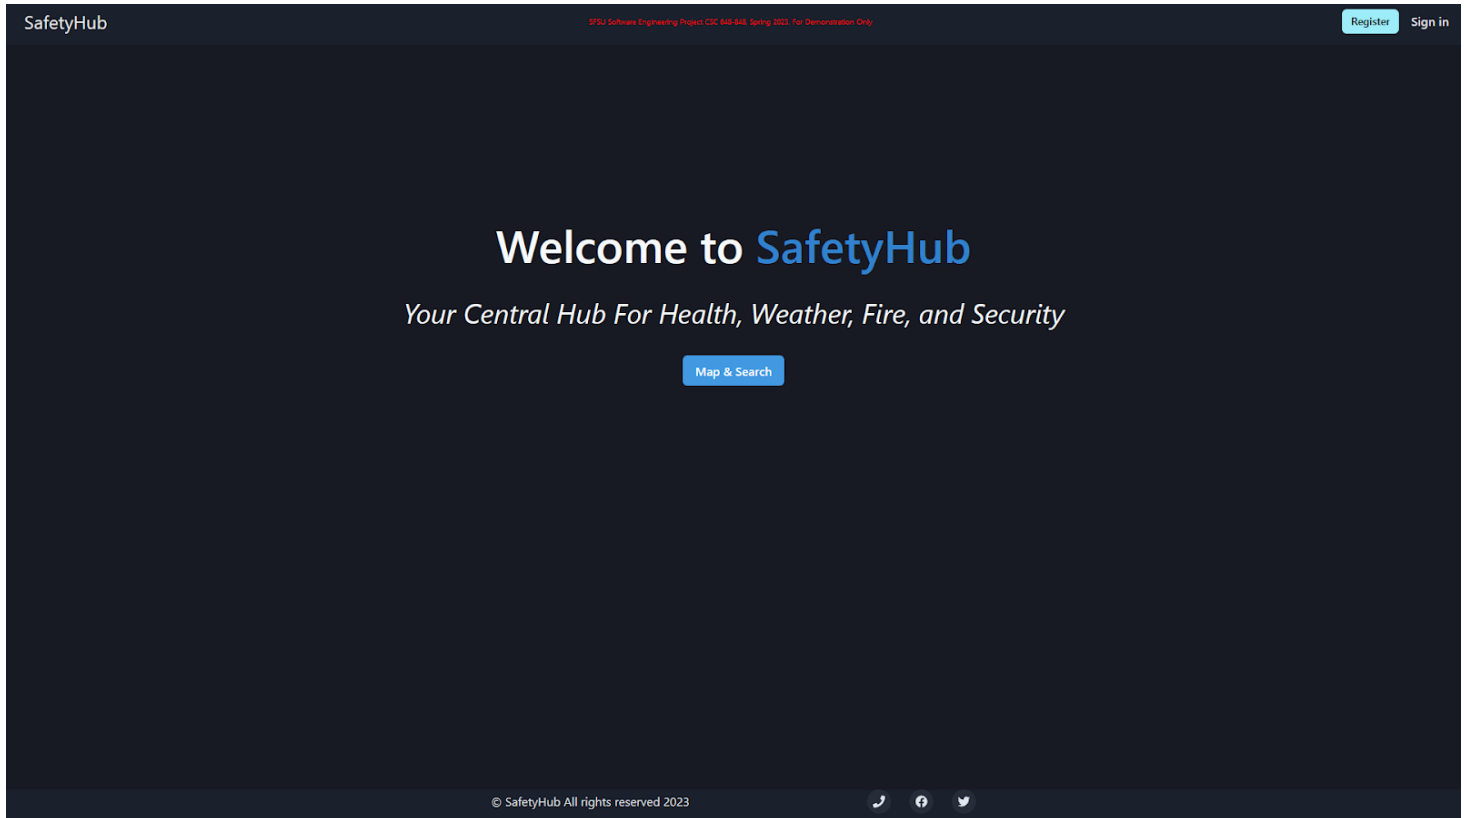 SafetyHub
SFSU Software Engineering Project CSC 648-848, Spring 2023. For Demonstration Only
Register
Sign in
Welcome to SafetyHub
Your Central Hub For Health, Weather, Fire, and Security
Map & Search
© SafetyHub All rights reserved 2023